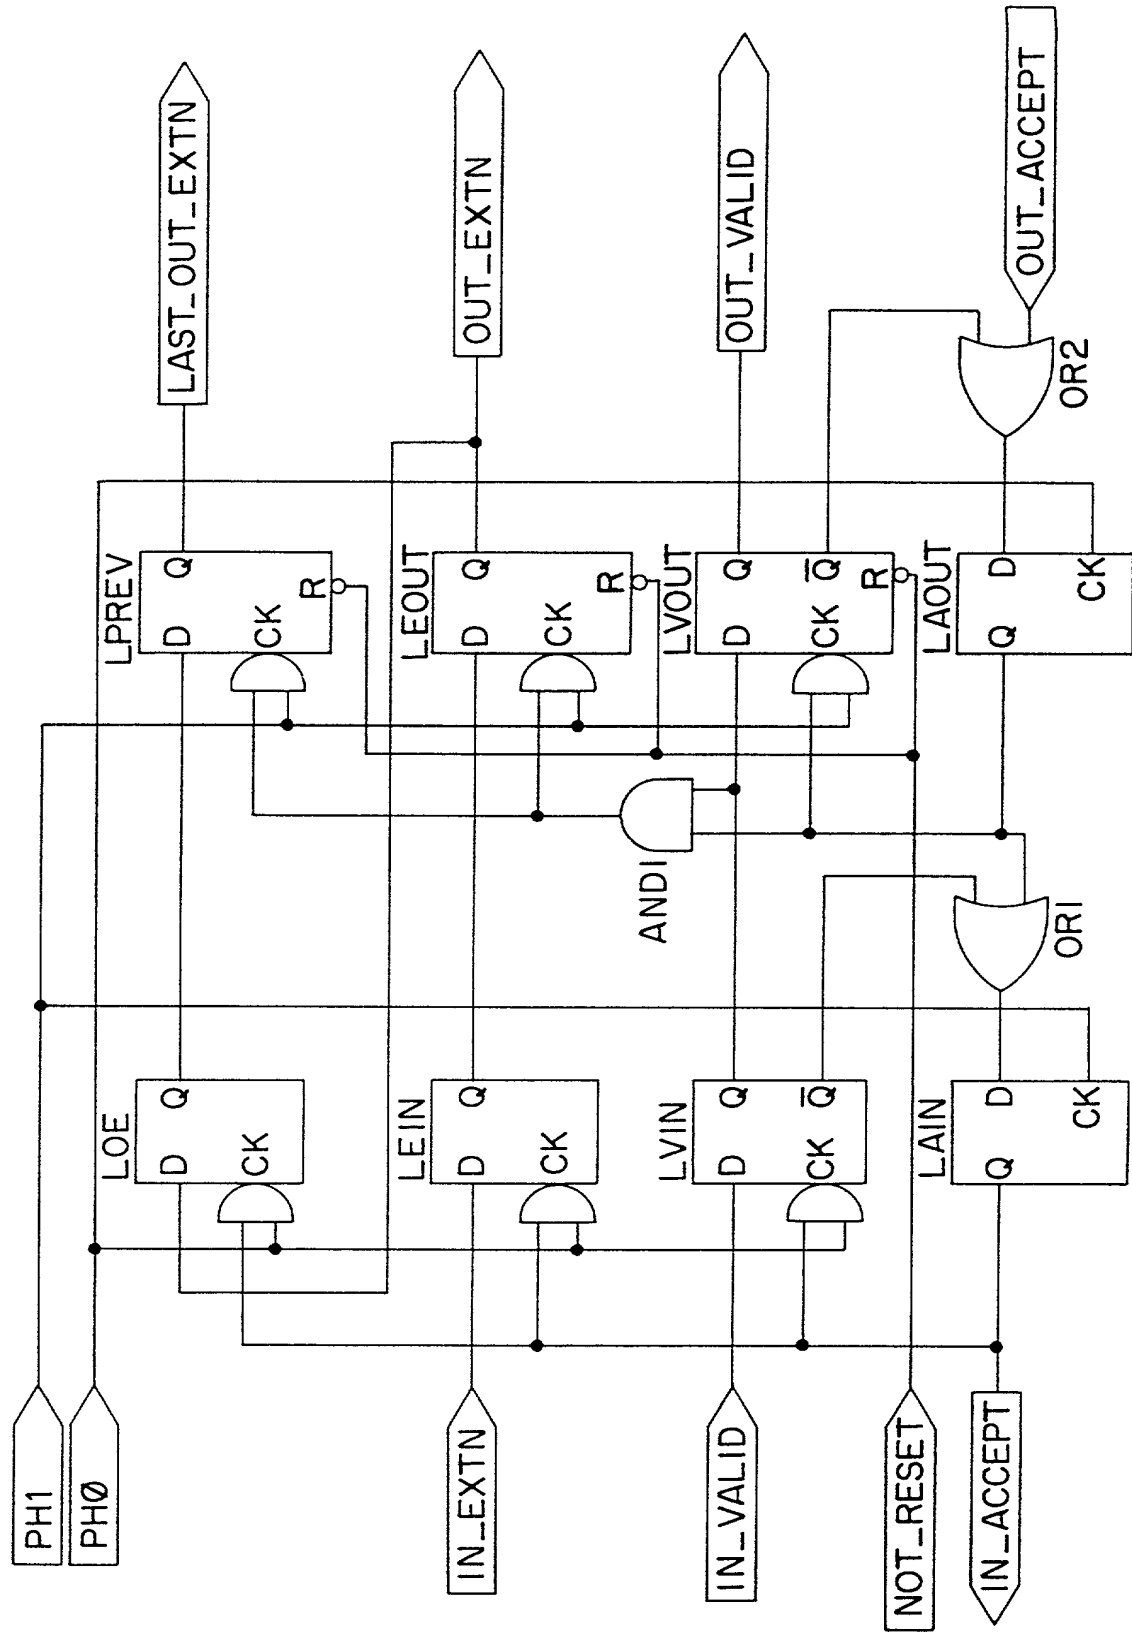 PH1
PHØ
IN_EXTN
IN_VALID
NOT_RESET
IN_ACCEPT
LOE
D
Q
CK
LEIN
D
Q
CK
LVIN
D
Q
CK
Q̅
LAIN
Q
D
CK
OR1
AND1
LPREV
D
Q
CK
R
LEOUT
D
Q
CK
R
LVOUT
D
Q
CK
Q̅
R
LAOUT
Q
D
CK
OR2
LAST_OUT_EXTN
OUT_EXTN
OUT_VALID
OUT_ACCEPT